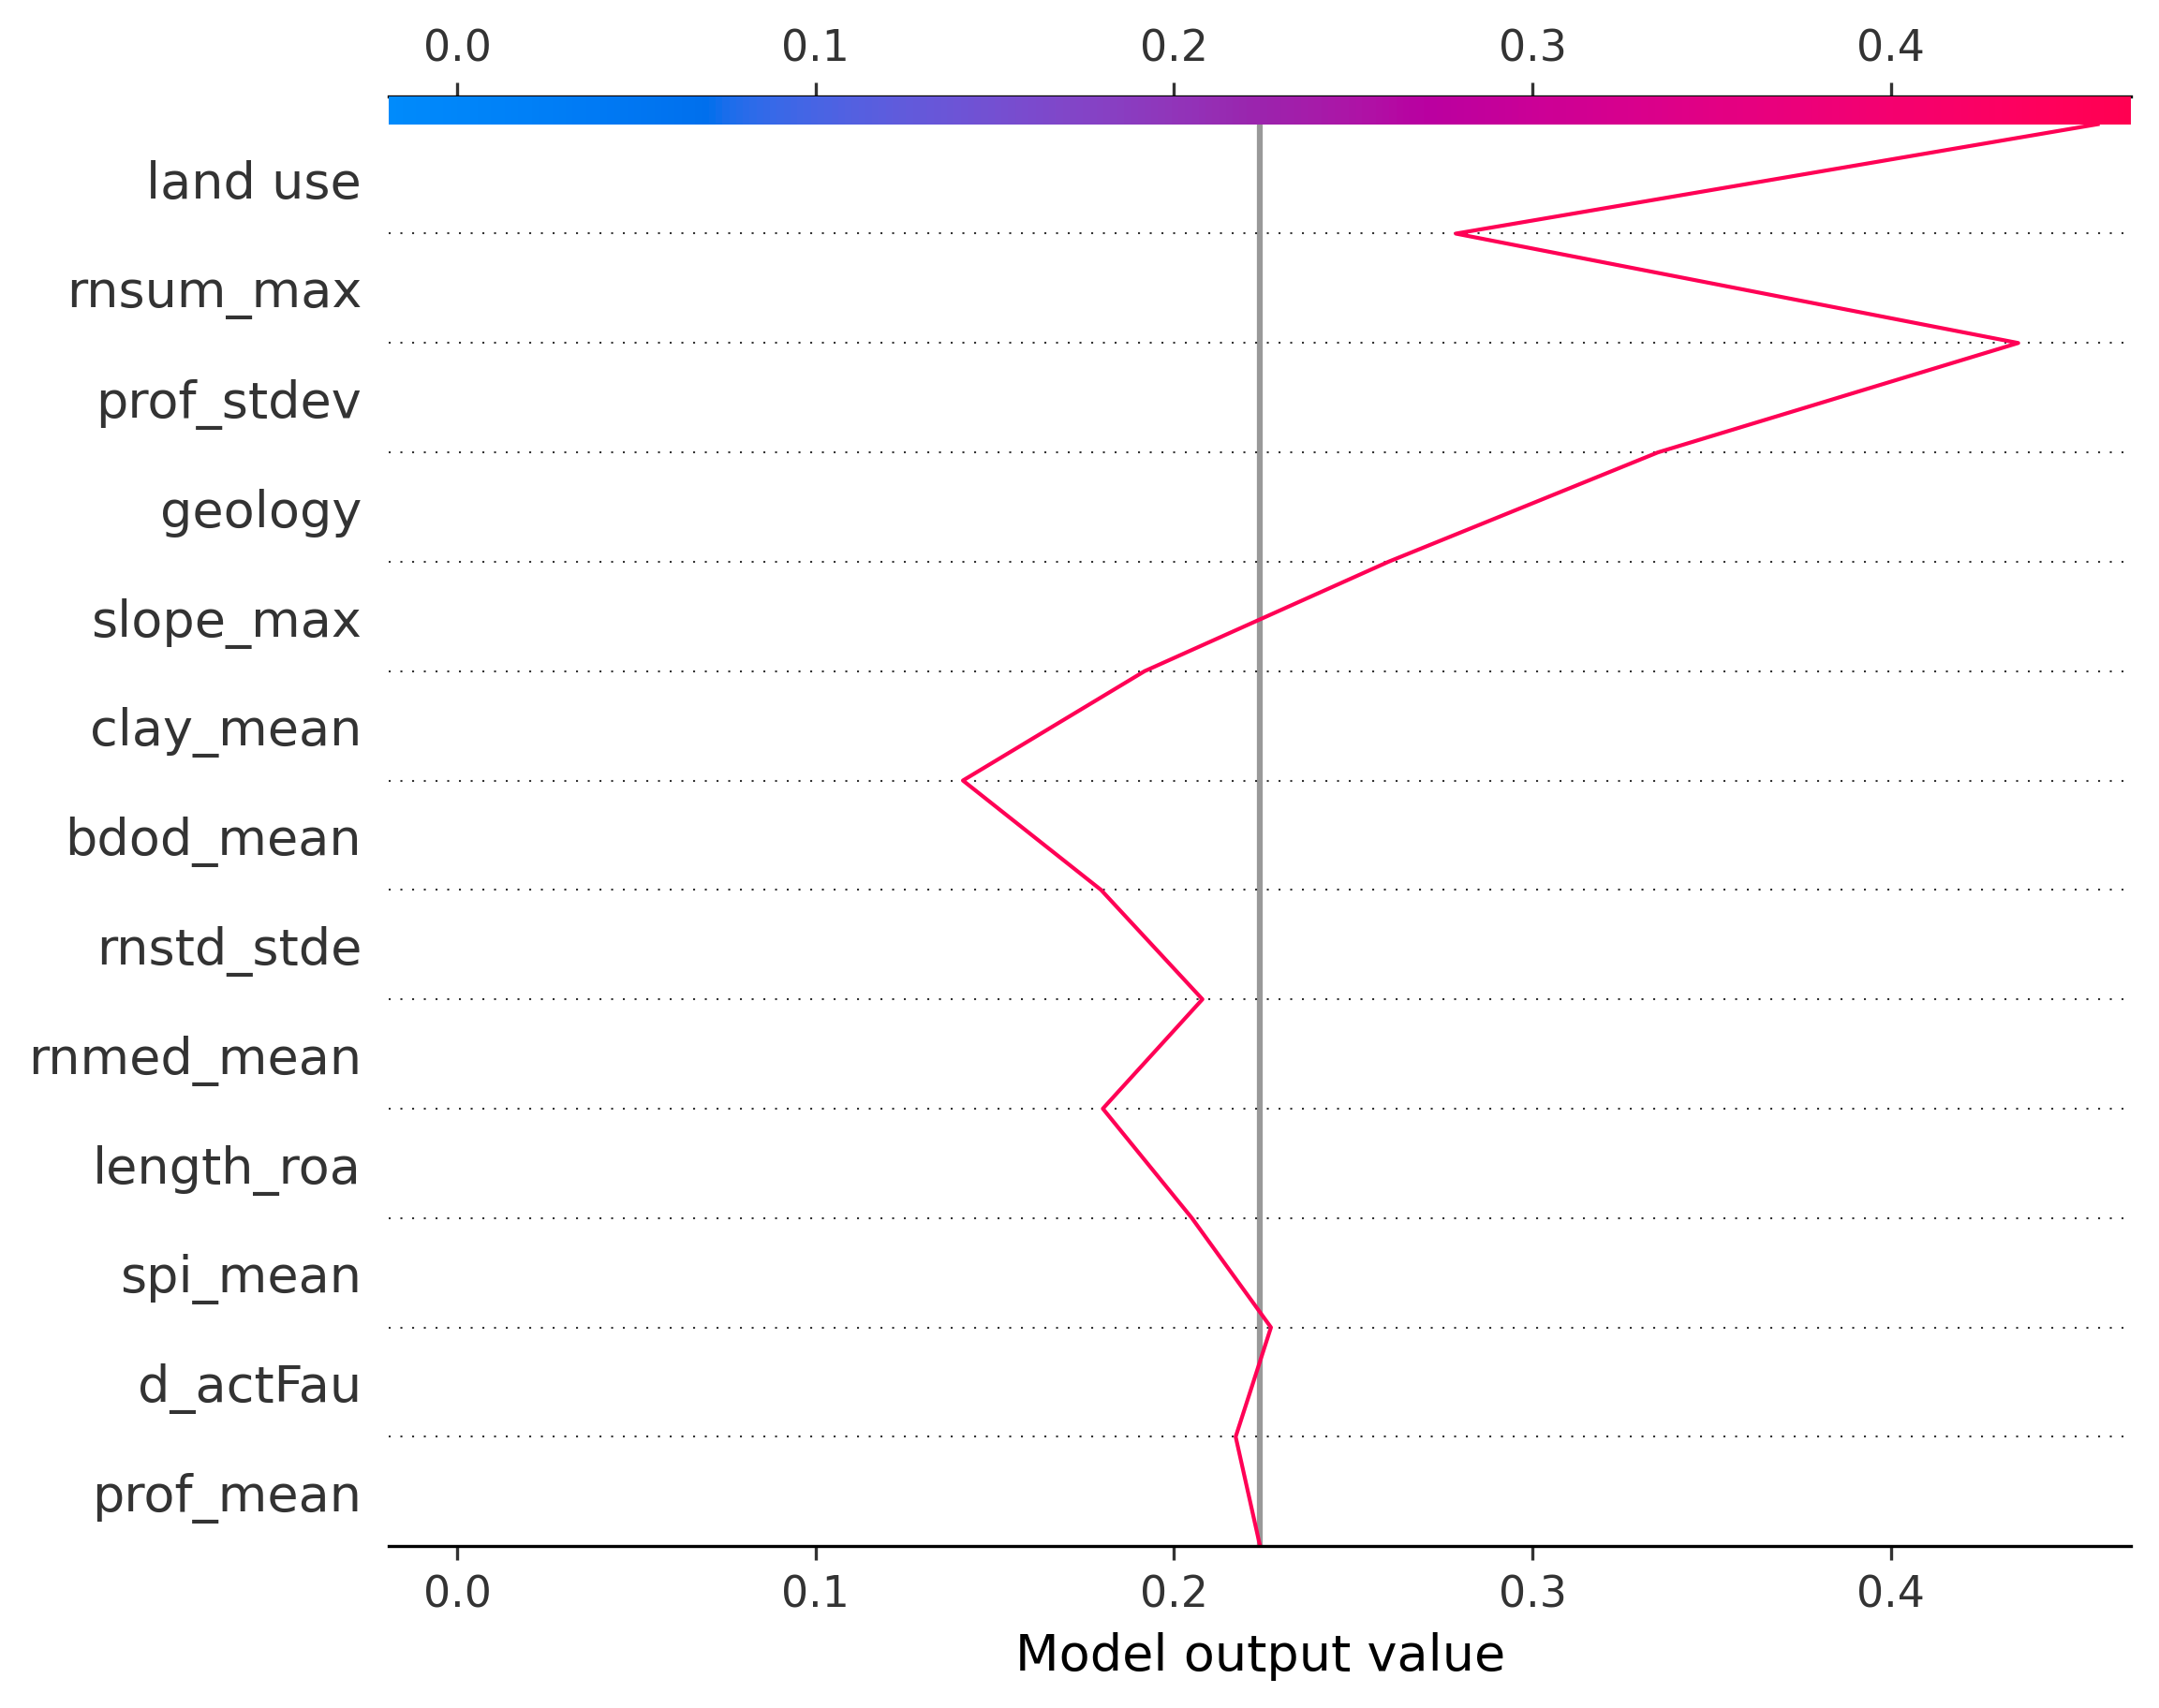 0.0 0.1 0.2 0.3 0.4
land use
rnsum_max
prof_stdev
geology
slope_max
clay_mean
bdod_mean
rnstd_stde
rnmed_mean
length_roa
spi_mean
d_actFau
prof_mean
0.0 0.1 0.2 0.3 0.4
Model output value